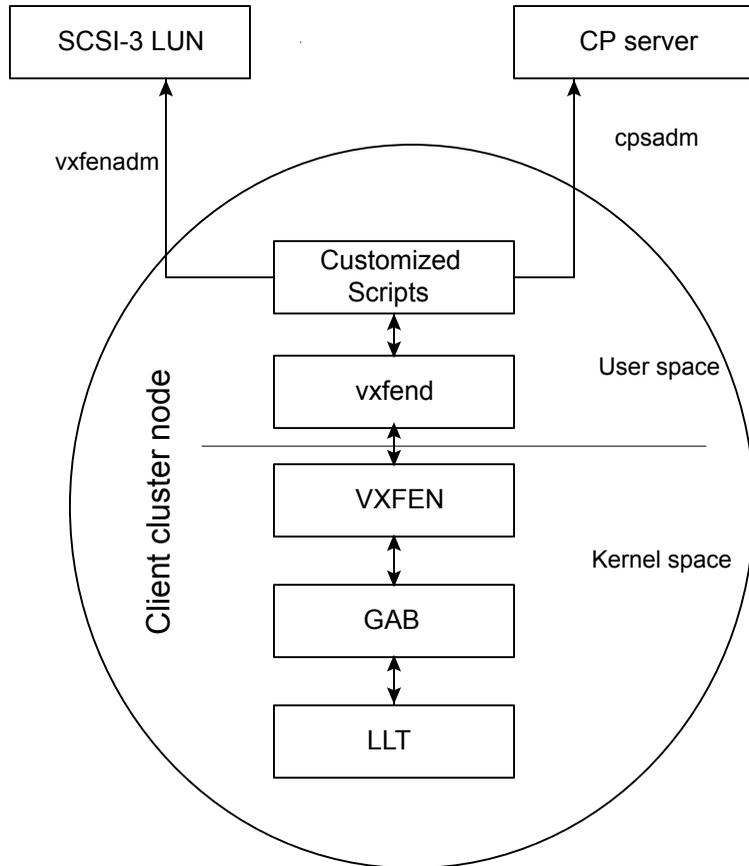 SCSI-3 LUN
CP server
vxfenadm
cpsadm
Customized
Scripts
vxfend
User space
Client cluster node
VXFEN
Kernel space
GAB
LLT